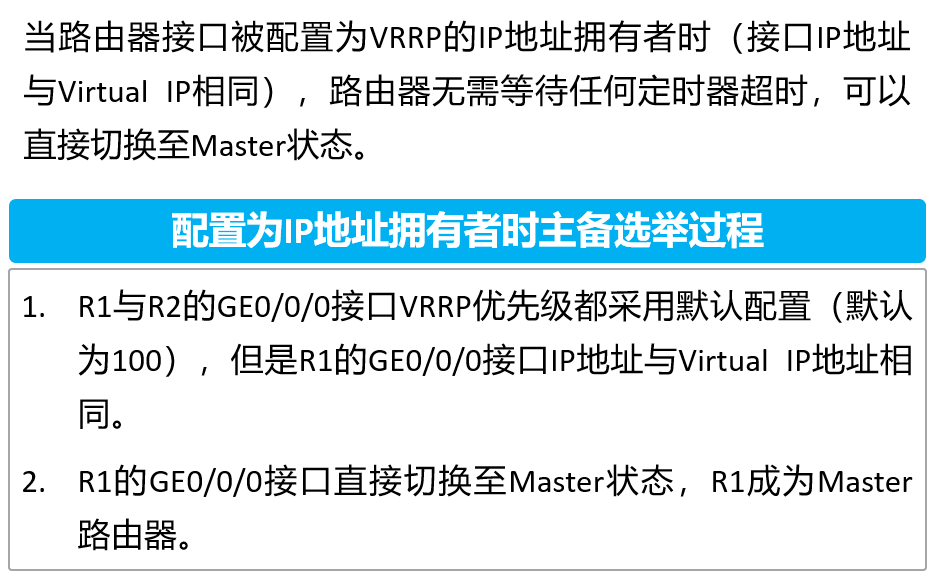 当路由器接口被配置为VRRP的IP地址拥有者时（接口IP地址
与Virtual IP相同），路由器无需等待任何定时器超时，可以
直接切换至Master状态。
配置为IP地址拥有者时主备选举过程
1. R1与R2的GE0/0/0接口VRRP优先级都采用默认配置（默认
为100），但是R1的GE0/0/0接口IP地址与Virtual IP地址相
同。
2. R1的GE0/0/0接口直接切换至Master状态，R1成为Master
路由器。